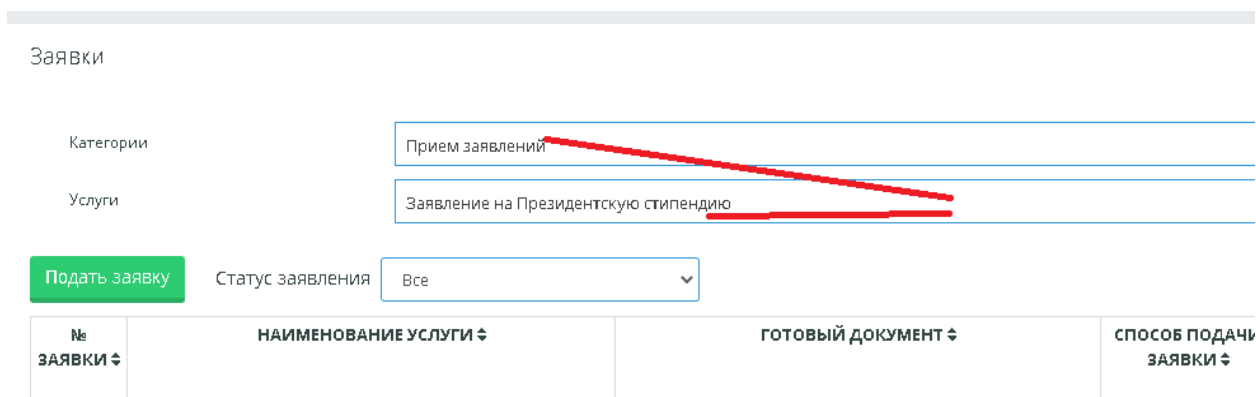 Заявки
Категории
Прием заявлений
Услуги
Заявление на Президентскую стипендию
Подать заявку
Статус заявления
Все
№ ЗАЯВКИ
НАИМЕНОВАНИЕ УСЛУГИ
ГОТОВЫЙ ДОКУМЕНТ
СПОСОБ ПОДАЧИ
ЗАЯВКИ